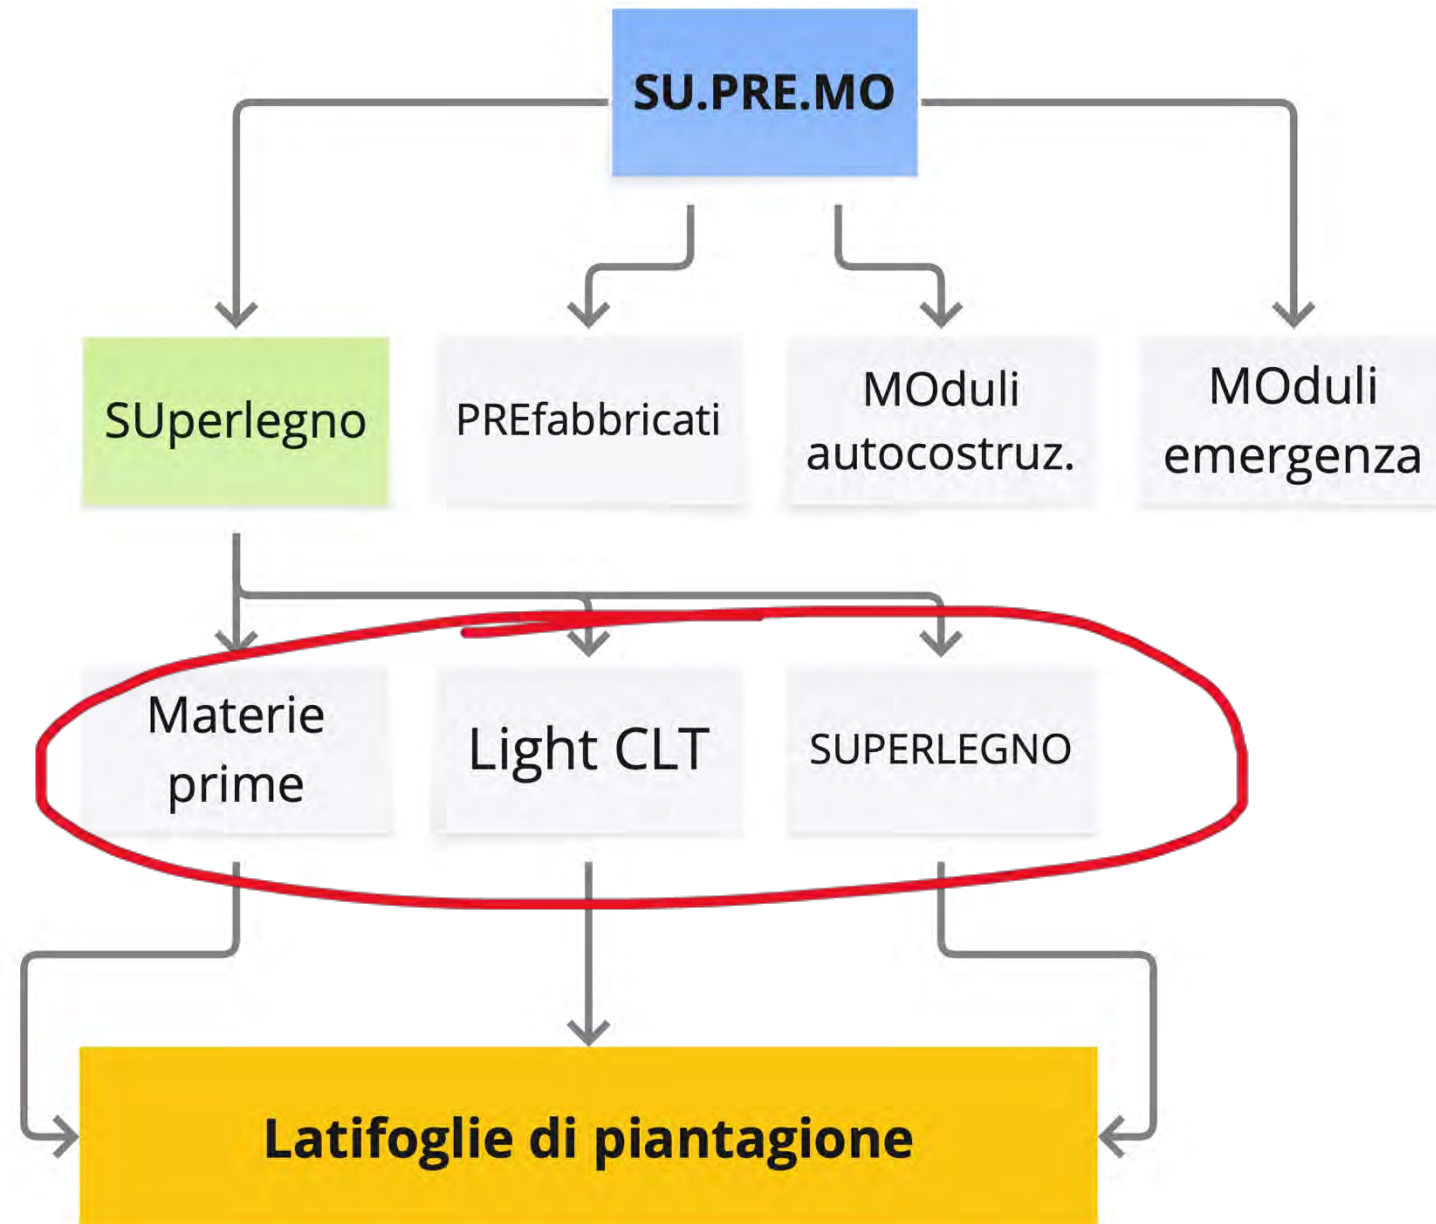 SU.PRE.MO
SUperlegno
PREfabbricati
MOduli
autocostruz.
MOduli
emergenza
Materie
prime
Light CLT
SUPERLEGNO
Latifoglie di piantagione